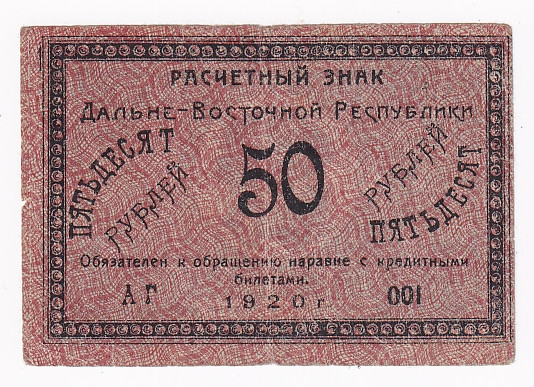 РАСЧЕТНЫЙ ЗНАК
ДАЛЬНЕ-ВОСТОЧНОЙ РЕСПУБЛИКИ
ПЯТЬДЕСЯТ
РУБЛЕЙ
50
РУБЛЕЙ
ПЯТЬДЕСЯТ
Обязателен к обращению наравне с кредитными
билетами.
АГ 1920 г. 001